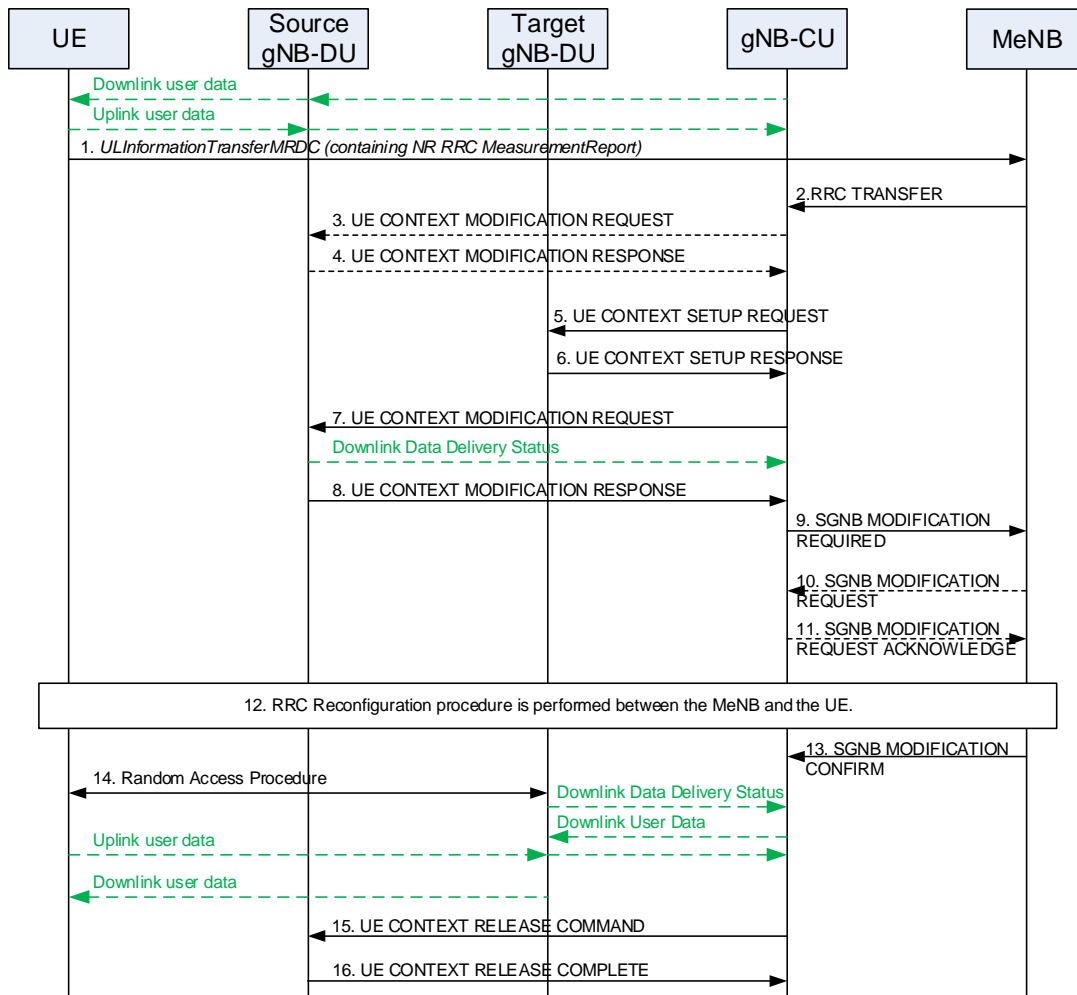 UE
Source
gNB-DU
Target
gNB-DU
gNB-CU
MeNB
Downlink user data
Uplink user data
1. ULInformationTransferMRDC (containing NR RRC MeasurementReport)
2.RRC TRANSFER
3. UE CONTEXT MODIFICATION REQUEST
4. UE CONTEXT MODIFICATION RESPONSE
5. UE CONTEXT SETUP REQUEST
6. UE CONTEXT SETUP RESPONSE
7. UE CONTEXT MODIFICATION REQUEST
Downlink Data Delivery Status
8. UE CONTEXT MODIFICATION RESPONSE
9. SGNB MODIFICATION
REQUIRED
10. SGNB MODIFICATION
REQUEST
11. SGNB MODIFICATION
REQUEST ACKNOWLEDGE
12. RRC Reconfiguration procedure is performed between the MeNB and the UE.
13. SGNB MODIFICATION
CONFIRM
14. Random Access Procedure
Downlink Data Delivery Status
Downlink User Data
Uplink user data
Downlink user data
15. UE CONTEXT RELEASE COMMAND
16. UE CONTEXT RELEASE COMPLETE